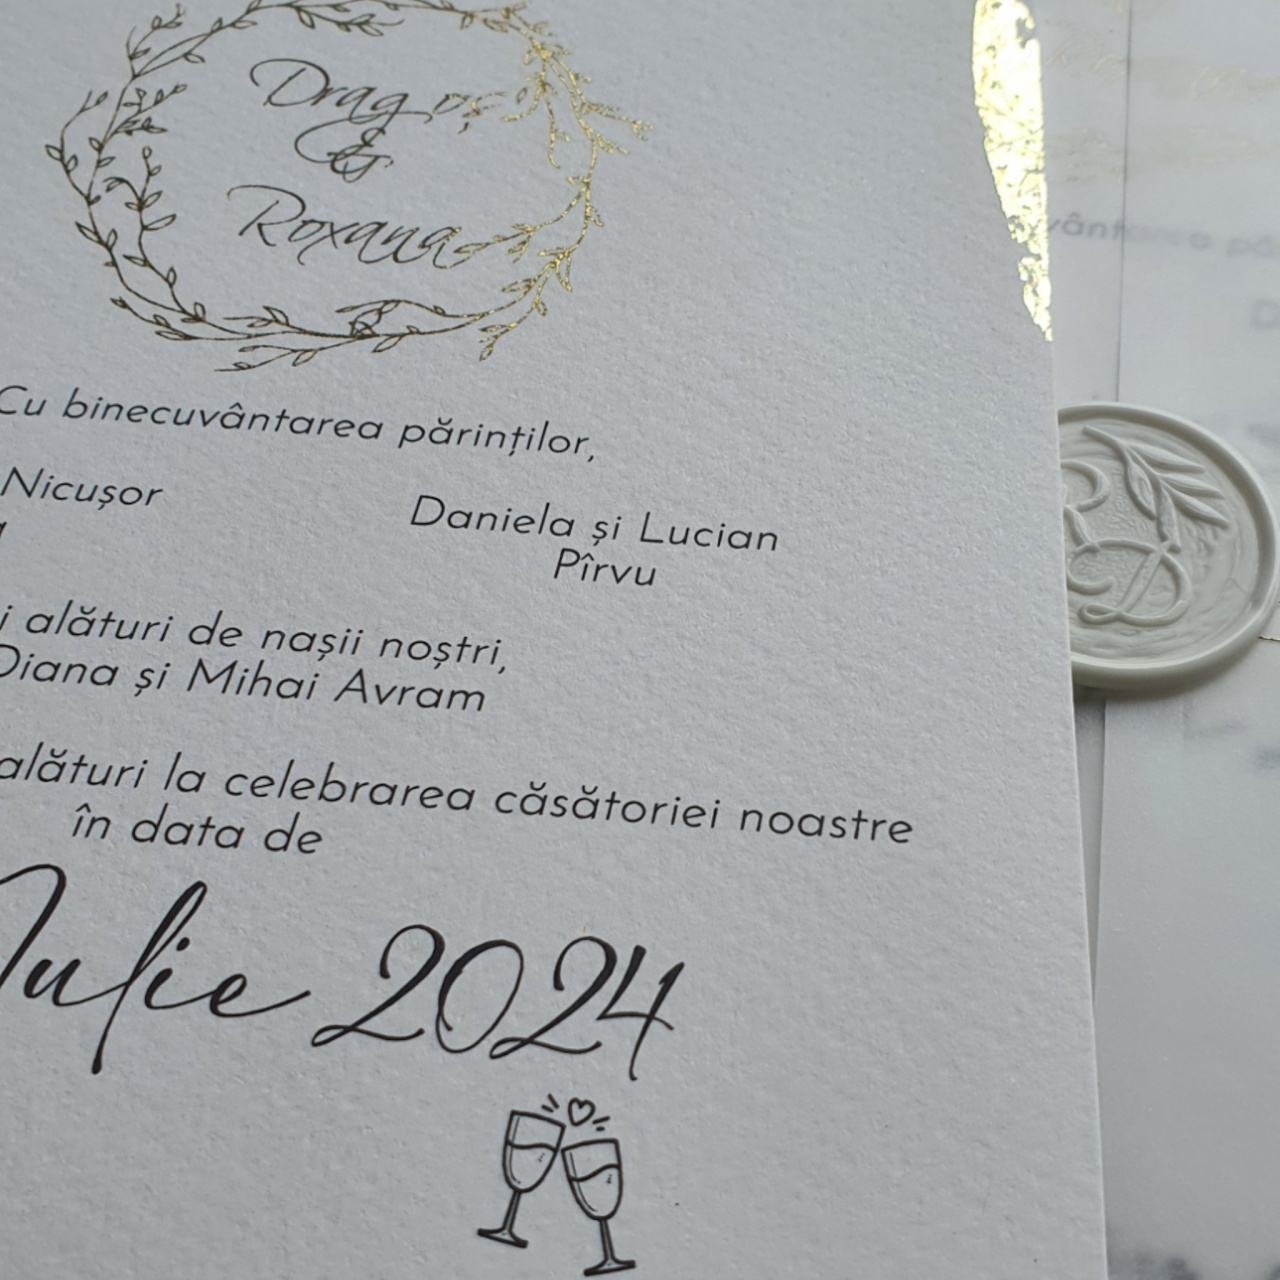 Dragoș
&
Roxana
Cu binecuvântarea părinților,
Nicușor
Daniela și Lucian
Pîrvu
i alături de nașii noștri,
Diana și Mihai Avram
alături la celebrarea căsătoriei noastre
în data de
Iulie 2024
R
D